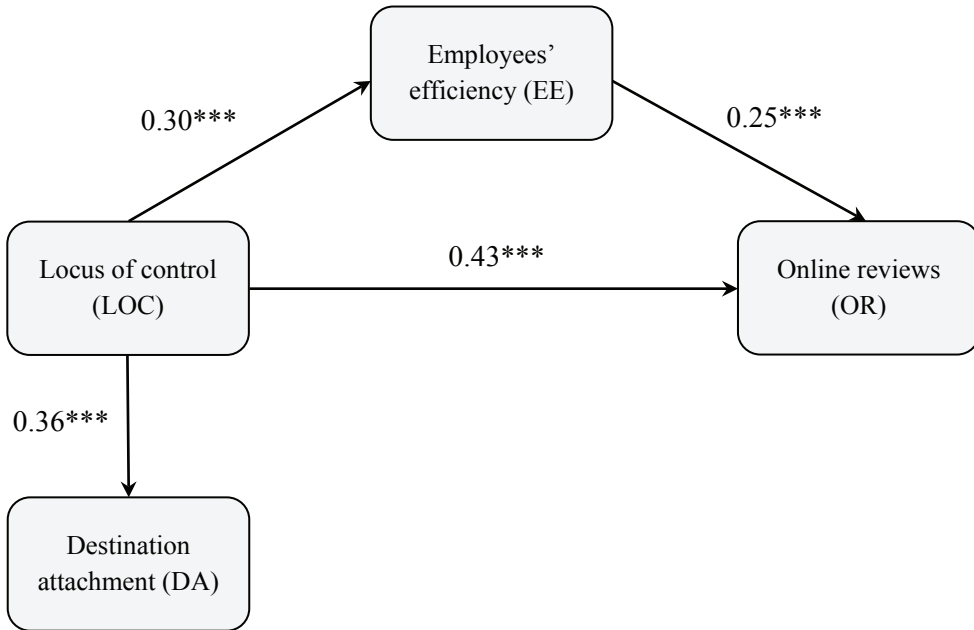 Employees’
efficiency (EE)
0.30***
0.25***
Locus of control
(LOC)
0.43***
Online reviews
(OR)
0.36***
Destination
attachment (DA)